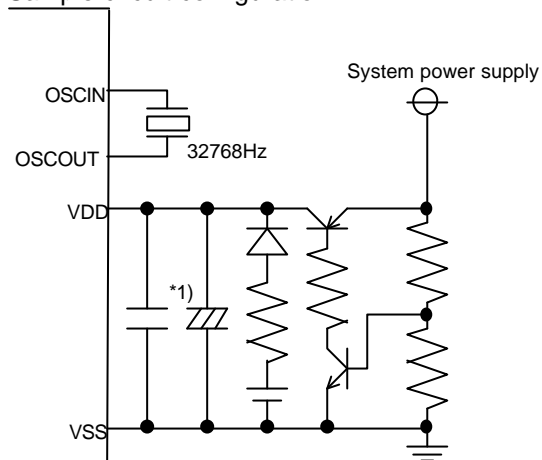 OSCIN
OSCOUT
32768Hz
System power supply
VDD
*1)
VSS